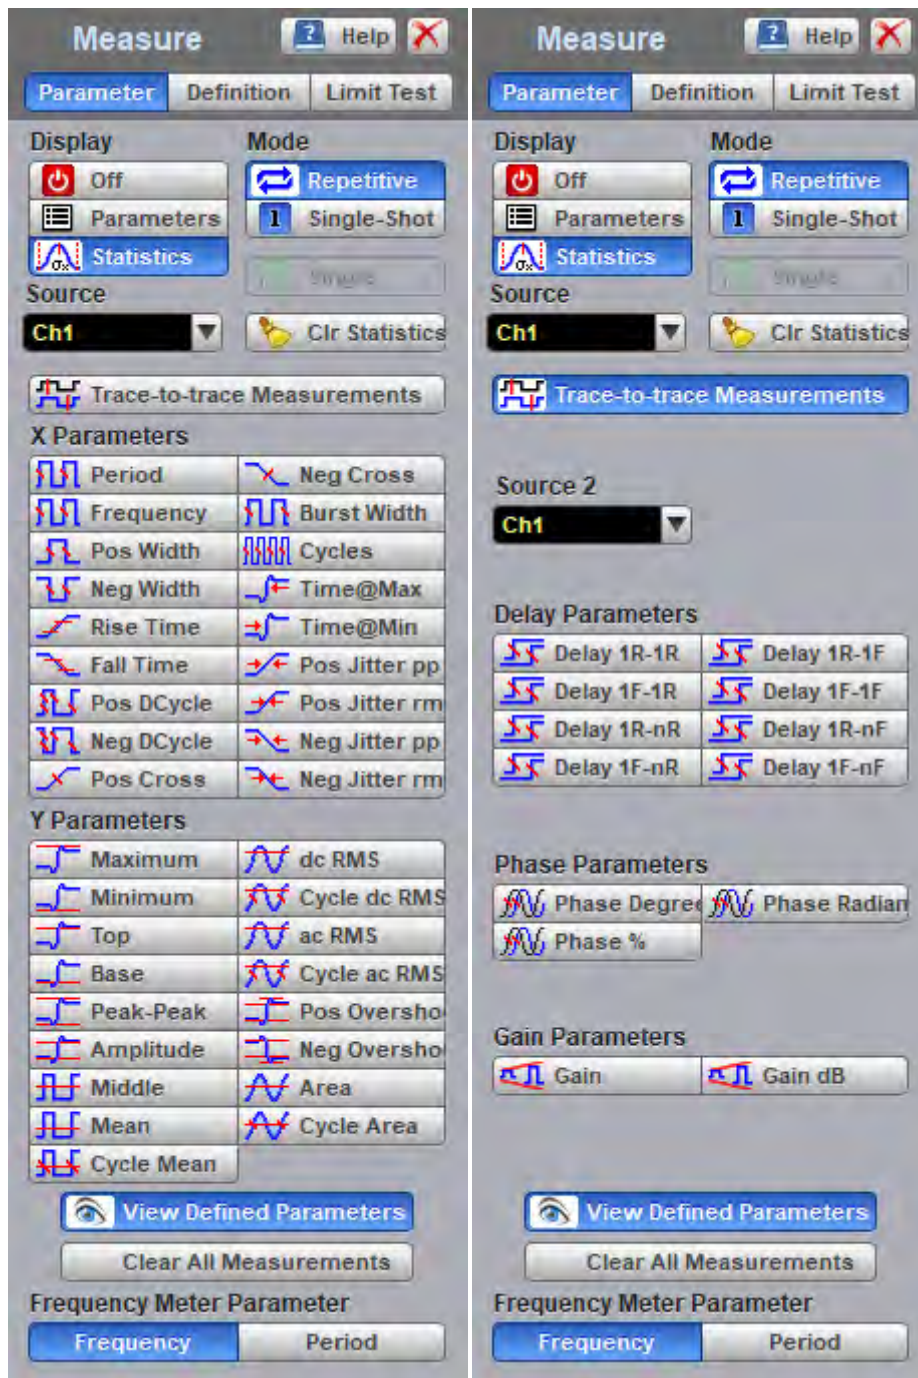 Measure
Help
Parameter Definition Limit Test
Display Mode
Off Repetitive
Parameters 1 Single-Shot
σx Statistics Single
Source
Ch1 Clr Statistics
Trace-to-trace Measurements
X Parameters
Period Neg Cross
Frequency Burst Width
Pos Width Cycles
Neg Width Time@Max
Rise Time Time@Min
Fall Time Pos Jitter pp
Pos DCycle Pos Jitter rm
Neg DCycle Neg Jitter pp
Pos Cross Neg Jitter rm
Y Parameters
Maximum dc RMS
Minimum Cycle dc RMS
Top ac RMS
Base Cycle ac RMS
Peak-Peak Pos Oversho
Amplitude Neg Oversho
Middle Area
Mean Cycle Area
Cycle Mean
View Defined Parameters
Clear All Measurements
Frequency Meter Parameter
Frequency Period
Measure
Help
Parameter Definition Limit Test
Display Mode
Off Repetitive
Parameters 1 Single-Shot
σx Statistics Single
Source
Ch1 Clr Statistics
Trace-to-trace Measurements
Source 2
Ch1
Delay Parameters
Delay 1R-1R Delay 1R-1F
Delay 1F-1R Delay 1F-1F
Delay 1R-nR Delay 1R-nF
Delay 1F-nR Delay 1F-nF
Phase Parameters
Phase Degree Phase Radian
Phase %
Gain Parameters
Gain Gain dB
View Defined Parameters
Clear All Measurements
Frequency Meter Parameter
Frequency Period